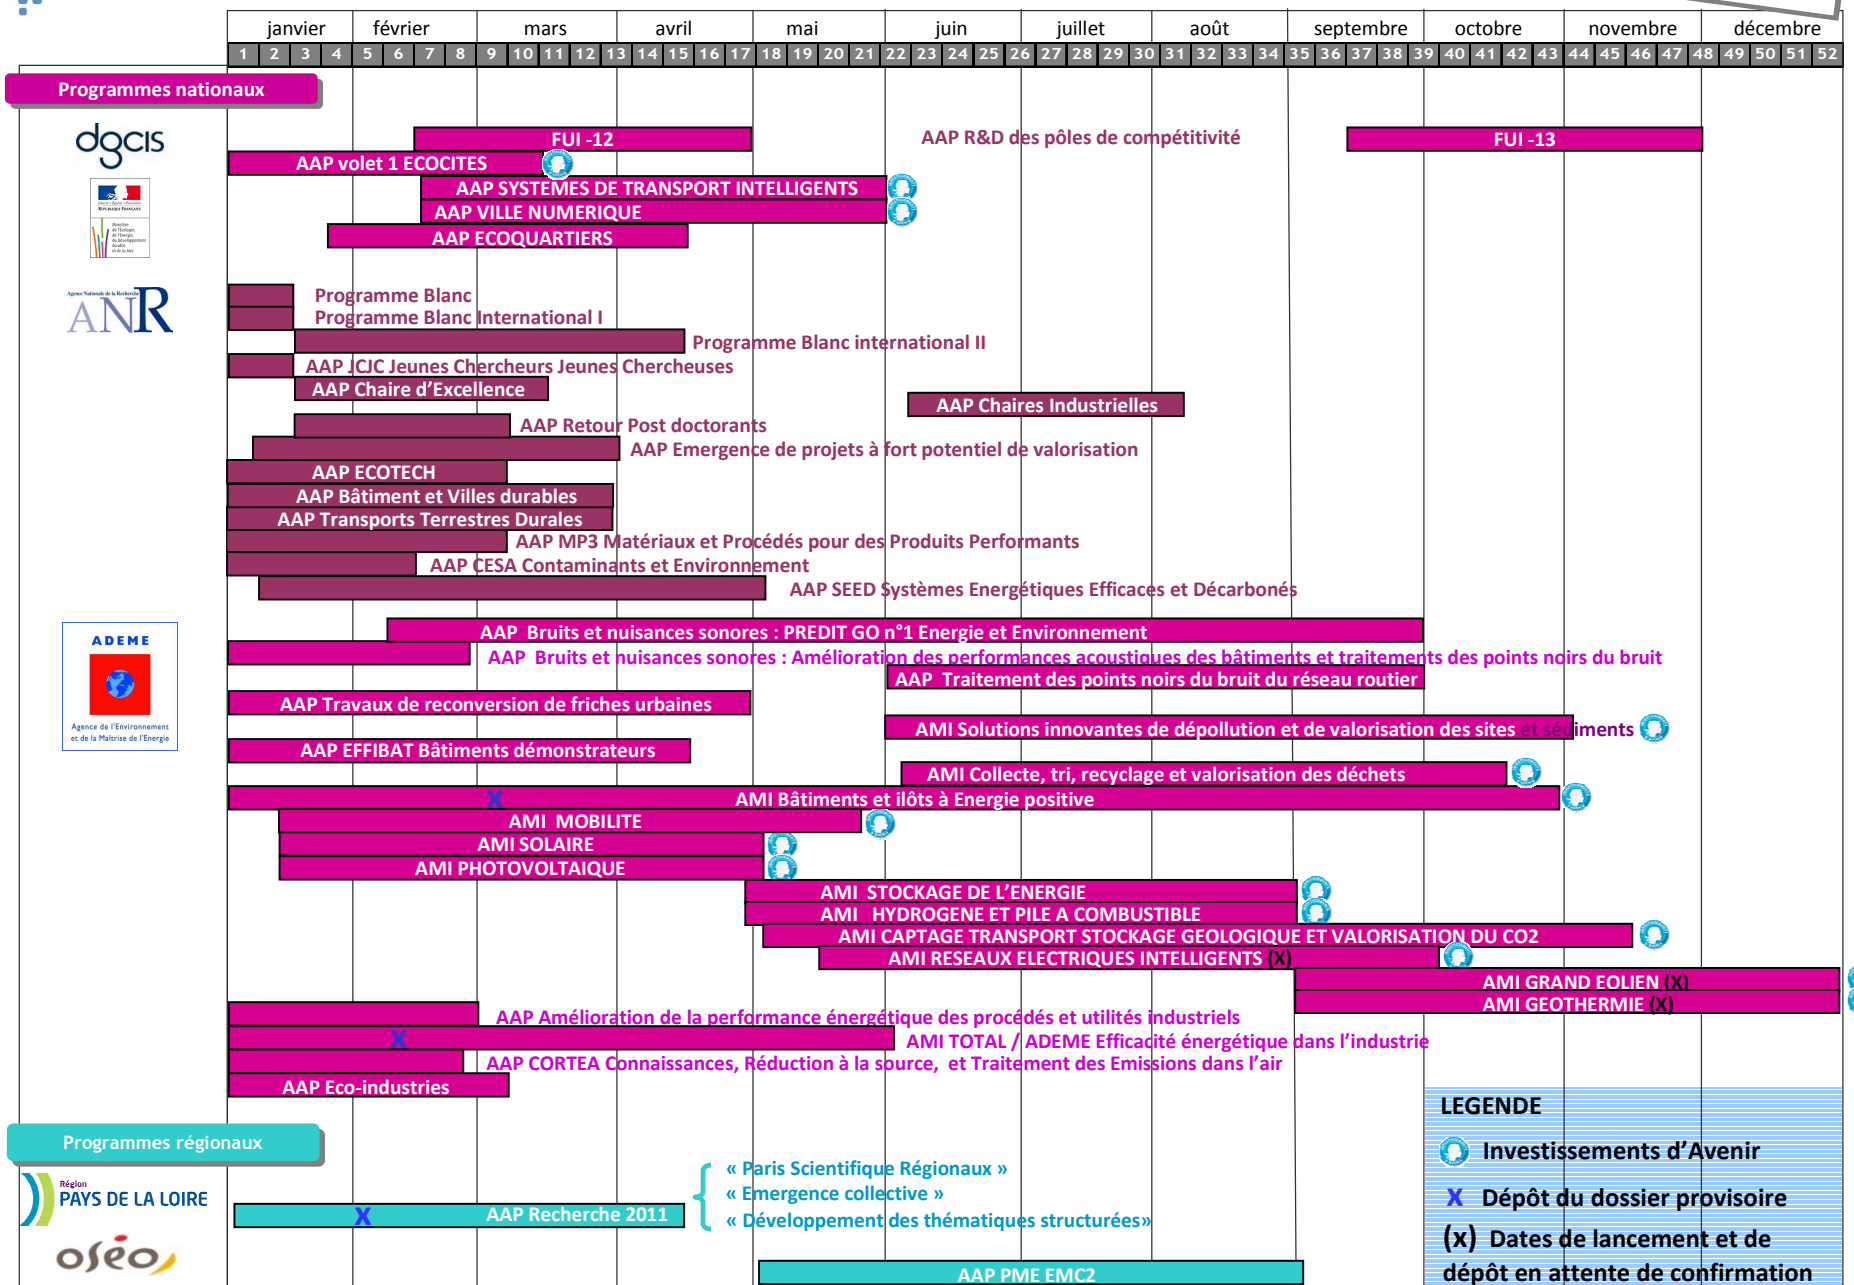 janvier février mars avril mai juin juillet août septembre octobre novembre décembre
1 2 3 4 5 6 7 8 9 10 11 12 13 14 15 16 17 18 19 20 21 22 23 24 25 26 27 28 29 30 31 32 33 34 35 36 37 38 39 40 41 42 43 44 45 46 47 48 49 50 51 52
Programmes nationaux
dgcis
FUI -12
AAP R&D des pôles de compétitivité
FUI -13
AAP volet 1 ECOCITES
AAP SYSTEMES DE TRANSPORT INTELLIGENTS
AAP VILLE NUMERIQUE
AAP ECOQUARTIERS
RÉPUBLIQUE FRANÇAISE
Agence Nationale de la Recherche
ANR
Programme Blanc
Programme Blanc International I
Programme Blanc international II
AAP JCJC Jeunes Chercheurs Jeunes Chercheuses
AAP Chaire d’Excellence
AAP Chaires Industrielles
AAP Retour Post doctorants
AAP Emergence de projets à fort potentiel de valorisation
AAP ECOTECH
AAP Bâtiment et Villes durables
AAP Transports Terrestres Durales
AAP MP3 Matériaux et Procédés pour des Produits Performants
AAP CESA Contaminants et Environnement
AAP SEED Systèmes Energétiques Efficaces et Décarbonés
ADEME
Agence de l’Environnement
et de la Maîtrise de l’Energie
AAP Bruits et nuisances sonores : PREDIT GO n°1 Energie et Environnement
AAP Bruits et nuisances sonores : Amélioration des performances acoustiques des bâtiments et traitements des points noirs du bruit
AAP Traitement des points noirs du bruit du réseau routier
AAP Travaux de reconversion de friches urbaines
AMI Solutions innovantes de dépollution et de valorisation des sites et sédiments
AAP EFFIBAT Bâtiments démonstrateurs
AMI Collecte, tri, recyclage et valorisation des déchets
X AMI Bâtiments et ilôts à Energie positive
AMI MOBILITE
AMI SOLAIRE
AMI PHOTOVOLTAIQUE
AMI STOCKAGE DE L’ENERGIE
AMI HYDROGENE ET PILE A COMBUSTIBLE
AMI CAPTAGE TRANSPORT STOCKAGE GEOLOGIQUE ET VALORISATION DU CO2
AMI RESEAUX ELECTRIQUES INTELLIGENTS (X)
AMI GRAND EOLIEN (X)
AMI GEOTHERMIE (X)
AAP Amélioration de la performance énergétique des procédés et utilités industriels
X AMI TOTAL / ADEME Efficacité énergétique dans l’industrie
AAP CORTEA Connaissances, Réduction à la source, et Traitement des Emissions dans l’air
AAP Eco-industries
Programmes régionaux
Région
PAYS DE LA LOIRE
X AAP Recherche 2011
« Paris Scientifique Régionaux »
« Emergence collective »
« Développement des thématiques structurées»
oséo
AAP PME EMC2
LEGENDE
Investissements d’Avenir
X Dépôt du dossier provisoire
(x) Dates de lancement et de
dépôt en attente de confirmation